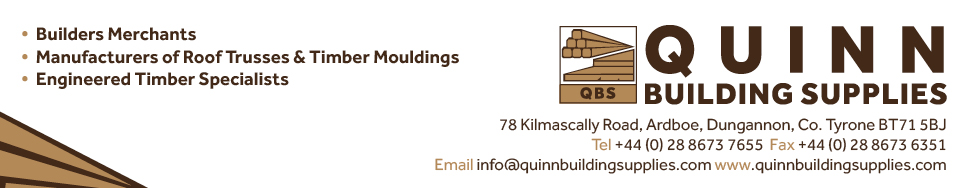 • Builders Merchants
• Manufacturers of Roof Trusses & Timber Mouldings
• Engineered Timber Specialists
QBS
QUINN
BUILDING SUPPLIES
78 Kilmascally Road, Ardboe, Dungannon, Co. Tyrone BT71 5BJ
Tel +44 (0) 28 8673 7655 Fax +44 (0) 28 8673 6351
Email info@quinnbuildingsupplies.com www.quinnbuildingsupplies.com